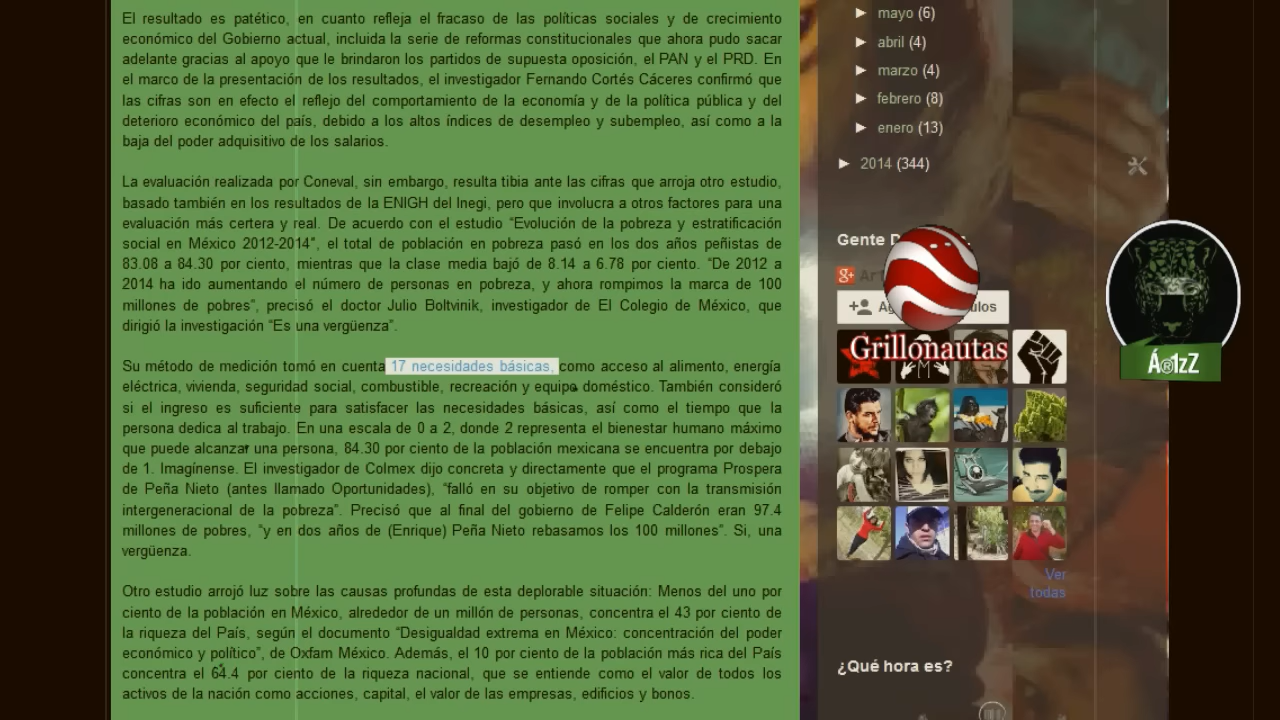 El resultado es patético, en cuanto refleja el fracaso de las políticas sociales y de crecimiento
económico del Gobierno actual, incluida la serie de reformas constitucionales que ahora pudo sacar
adelante gracias al apoyo que le brindaron los partidos de supuesta oposición, el PAN y el PRD. En
el marco de la presentación de los resultados, el investigador Fernando Cortés Cáceres confirmó que
las cifras son en efecto el reflejo del comportamiento de la economía y de la política pública y del
deterioro económico del país, debido a los altos índices de desempleo y subempleo, así como a la
baja del poder adquisitivo de los salarios.
La evaluación realizada por Coneval, sin embargo, resulta tibia ante las cifras que arroja otro estudio,
basado también en los resultados de la ENIGH del Inegi, pero que involucra a otros factores para una
evaluación más certera y real. De acuerdo con el estudio “Evolución de la pobreza y estratificación
social en México 2012-2014”, el total de población en pobreza pasó en los dos años peñistas de
83.08 a 84.30 por ciento, mientras que la clase media bajó de 8.14 a 6.78 por ciento. “De 2012 a
2014 ha ido aumentando el número de personas en pobreza, y ahora rompimos la marca de 100
millones de pobres”, precisó el doctor Julio Boltvinik, investigador de El Colegio de México, que
dirigió la investigación “Es una vergüenza”.
Su método de medición tomó en cuenta 17 necesidades básicas, como acceso al alimento, energía
eléctrica, vivienda, seguridad social, combustible, recreación y equipo doméstico. También consideró
si el ingreso es suficiente para satisfacer las necesidades básicas, así como el tiempo que la
persona dedica al trabajo. En una escala de 0 a 2, donde 2 representa el bienestar humano máximo
que puede alcanzar una persona, 84.30 por ciento de la población mexicana se encuentra por debajo
de 1. Imagínense. El investigador de Colmex dijo concreta y directamente que el programa Prospera
de Peña Nieto (antes llamado Oportunidades), “falló en su objetivo de romper con la transmisión
intergeneracional de la pobreza”. Precisó que al final del gobierno de Felipe Calderón eran 97.4
millones de pobres, “y en dos años de (Enrique) Peña Nieto rebasamos los 100 millones”. Si, una
vergüenza.
Otro estudio arrojó luz sobre las causas profundas de esta deplorable situación: Menos del uno por
ciento de la población en México, alrededor de un millón de personas, concentra el 43 por ciento de
la riqueza del País, según el documento “Desigualdad extrema en México: concentración del poder
económico y político”, de Oxfam México. Además, el 10 por ciento de la población más rica del País
concentra el 64.4 por ciento de la riqueza nacional, que se entiende como el valor de todos los
activos de la nación como acciones, capital, el valor de las empresas, edificios y bonos.
► mayo (6)
► abril (4)
► marzo (4)
► febrero (8)
► enero (13)
► 2014 (344)
Gente
g+
Grillonautas
Ver
todas
¿Qué hora es?
Á®1zZ